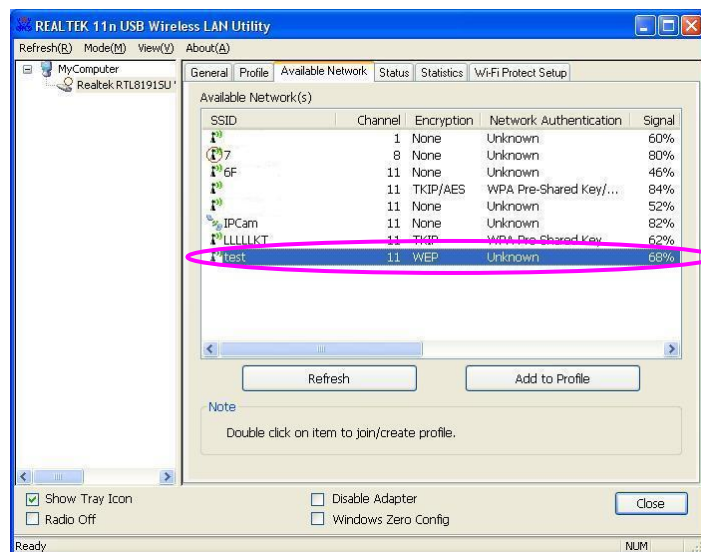 REALTEK 11n USB Wireless LAN Utility
Refresh(R) Mode(M) View(V) About(A)
MyComputer
Realtek RTL8191SU '
General Profile Available Network Status Statistics Wi-Fi Protect Setup
Available Network(s)
SSID Channel Encryption Network Authentication Signal
1 None Unknown 60%
7 8 None Unknown 80%
6F 11 None Unknown 46%
11 TKIP/AES WPA Pre-Shared Key/... 84%
11 None Unknown 52%
IPCam 11 None Unknown 82%
LLLLLKT 11 TKIP WPA Pre-Shared Key 62%
test 11 WEP Unknown 68%
Refresh Add to Profile
Note
Double click on item to join/create profile.
Show Tray Icon Disable Adapter Close
Radio Off Windows Zero Config
Ready NUM